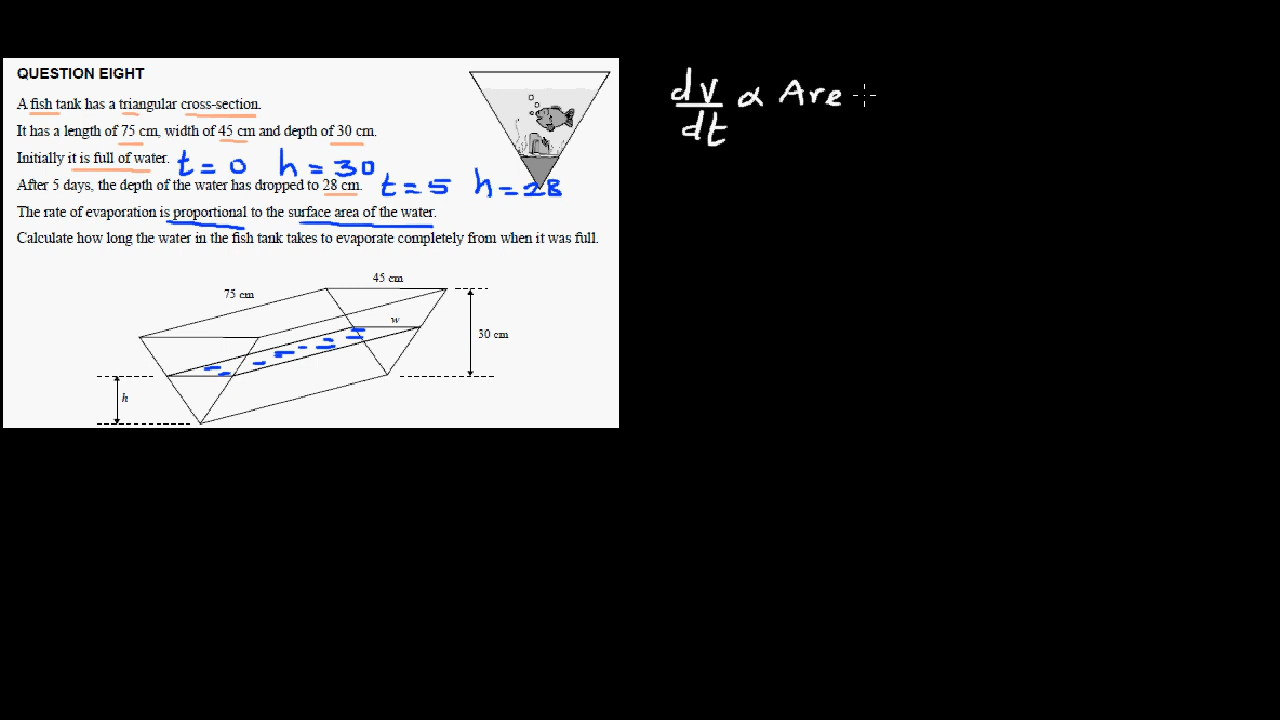 QUESTION EIGHT
A fish tank has a triangular cross-section.
It has a length of 75 cm, width of 45 cm and depth of 30 cm.
Initially it is full of water. t = 0 h = 30
After 5 days, the depth of the water has dropped to 28 cm. t = 5 h = 28
The rate of evaporation is proportional to the surface area of the water.
Calculate how long the water in the fish tank takes to evaporate completely from when it was full.
45 cm
75 cm
w
30 cm
h
dv/dt ∝ Are